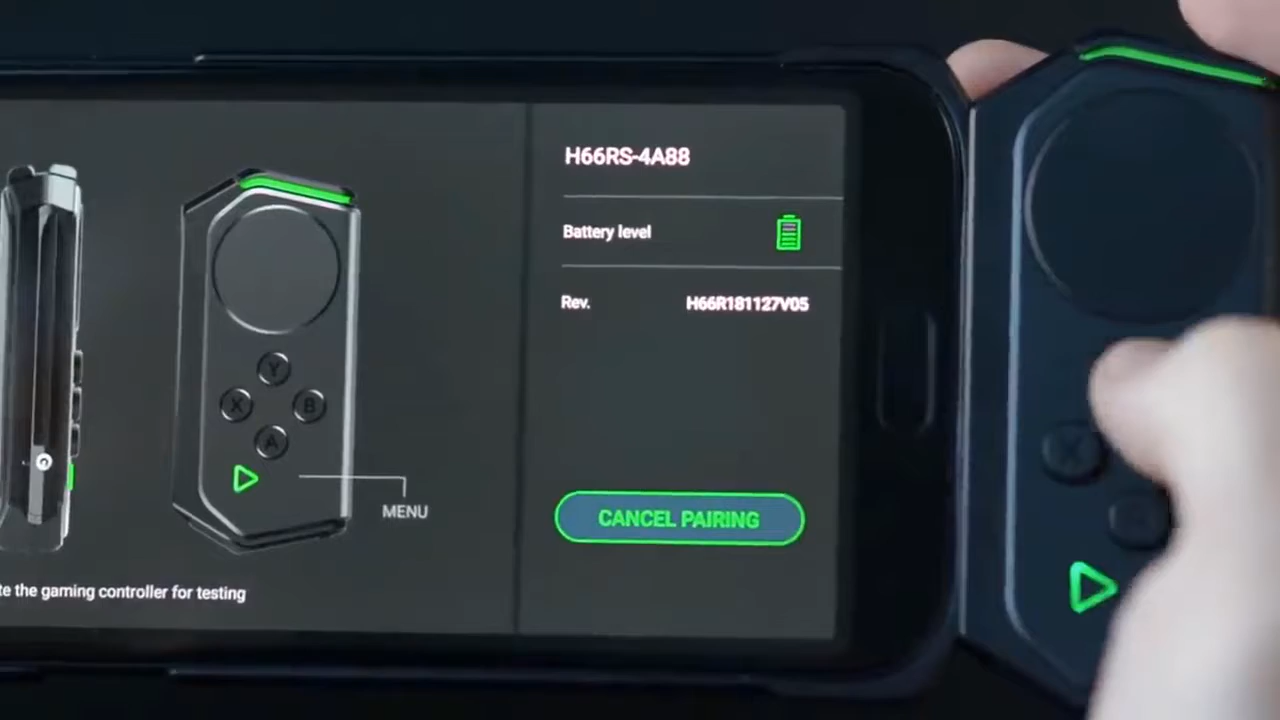 H66RS-4A88
Battery level
Rev. H66R181127V05
Y
X B
A
MENU
CANCEL PAIRING
te the gaming controller for testing
X